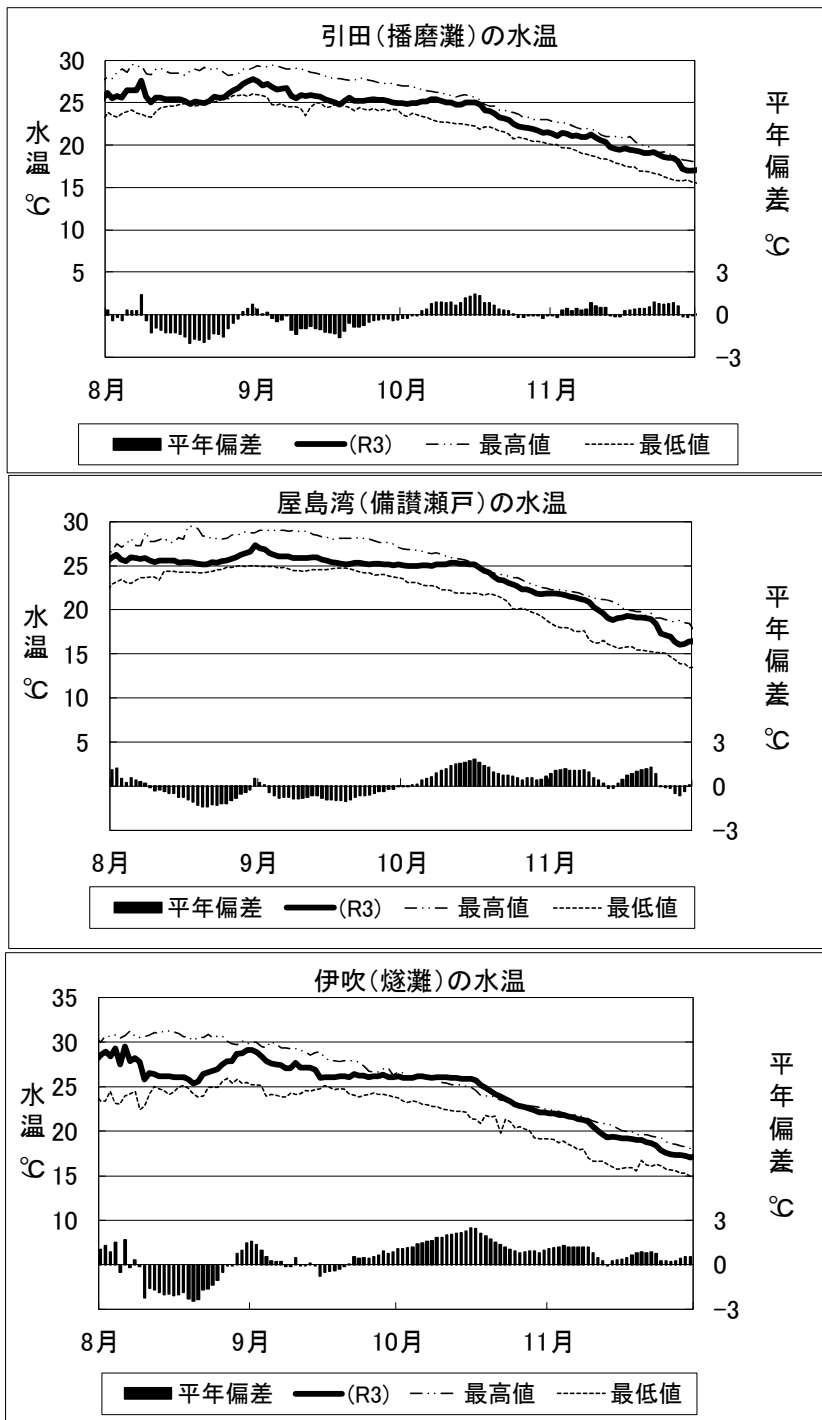 引田(播磨灘)の水温
30
25
20
15
10
5
水温 ℃
平年偏差 ℃
3
0
−3
8月 9月 10月 11月
平年偏差 (R3) 最高値 最低値
屋島湾(備讃瀬戸)の水温
30
25
20
15
10
5
水温 ℃
平年偏差 ℃
3
0
−3
8月 9月 10月 11月
平年偏差 (R3) 最高値 最低値
伊吹(燧灘)の水温
35
30
25
20
15
10
水温 ℃
平年偏差 ℃
3
0
−3
8月 9月 10月 11月
平年偏差 (R3) 最高値 最低値